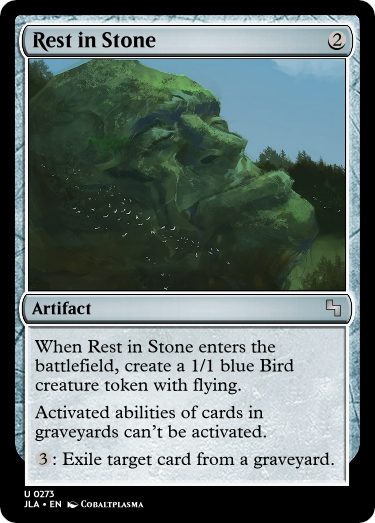 Rest in Stone 2
Artifact
When Rest in Stone enters the
battlefield, create a 1/1 blue Bird
creature token with flying.
Activated abilities of cards in
graveyards can't be activated.
3: Exile target card from a graveyard.
U 0273
JLA • EN Cobaltplasma